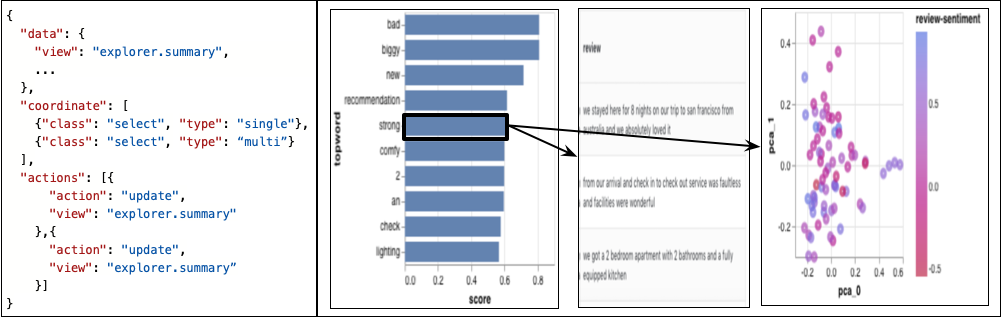 {
"data": {
"view": "explorer.summary",
...
},
"coordinate": [
{"class": "select", "type": "single"},
{"class": "select", "type": “multi”}
],
"actions": [{
"action": "update",
"view": "explorer.summary"
},{
"action": "update",
"view": "explorer.summary”
}]
}
topword
bad
biggy
new
recommendation
strong
comfy
2
an
check
lighting
0.0 0.2 0.4 0.6 0.8
score
review
we stayed here for 8 nights on our trip to san francisco from
australia and we absolutely loved it
from our arrival and check in to check out service was faultless
and facilities were wonderful
we got a 2 bedroom apartment with 2 bathrooms and a fully
equipped kitchen
pca_1
0.4
0.2
0.0
-0.2
-0.2 0.0 0.2 0.4 0.6
pca_0
review-sentiment
0.5
0.0
-0.5